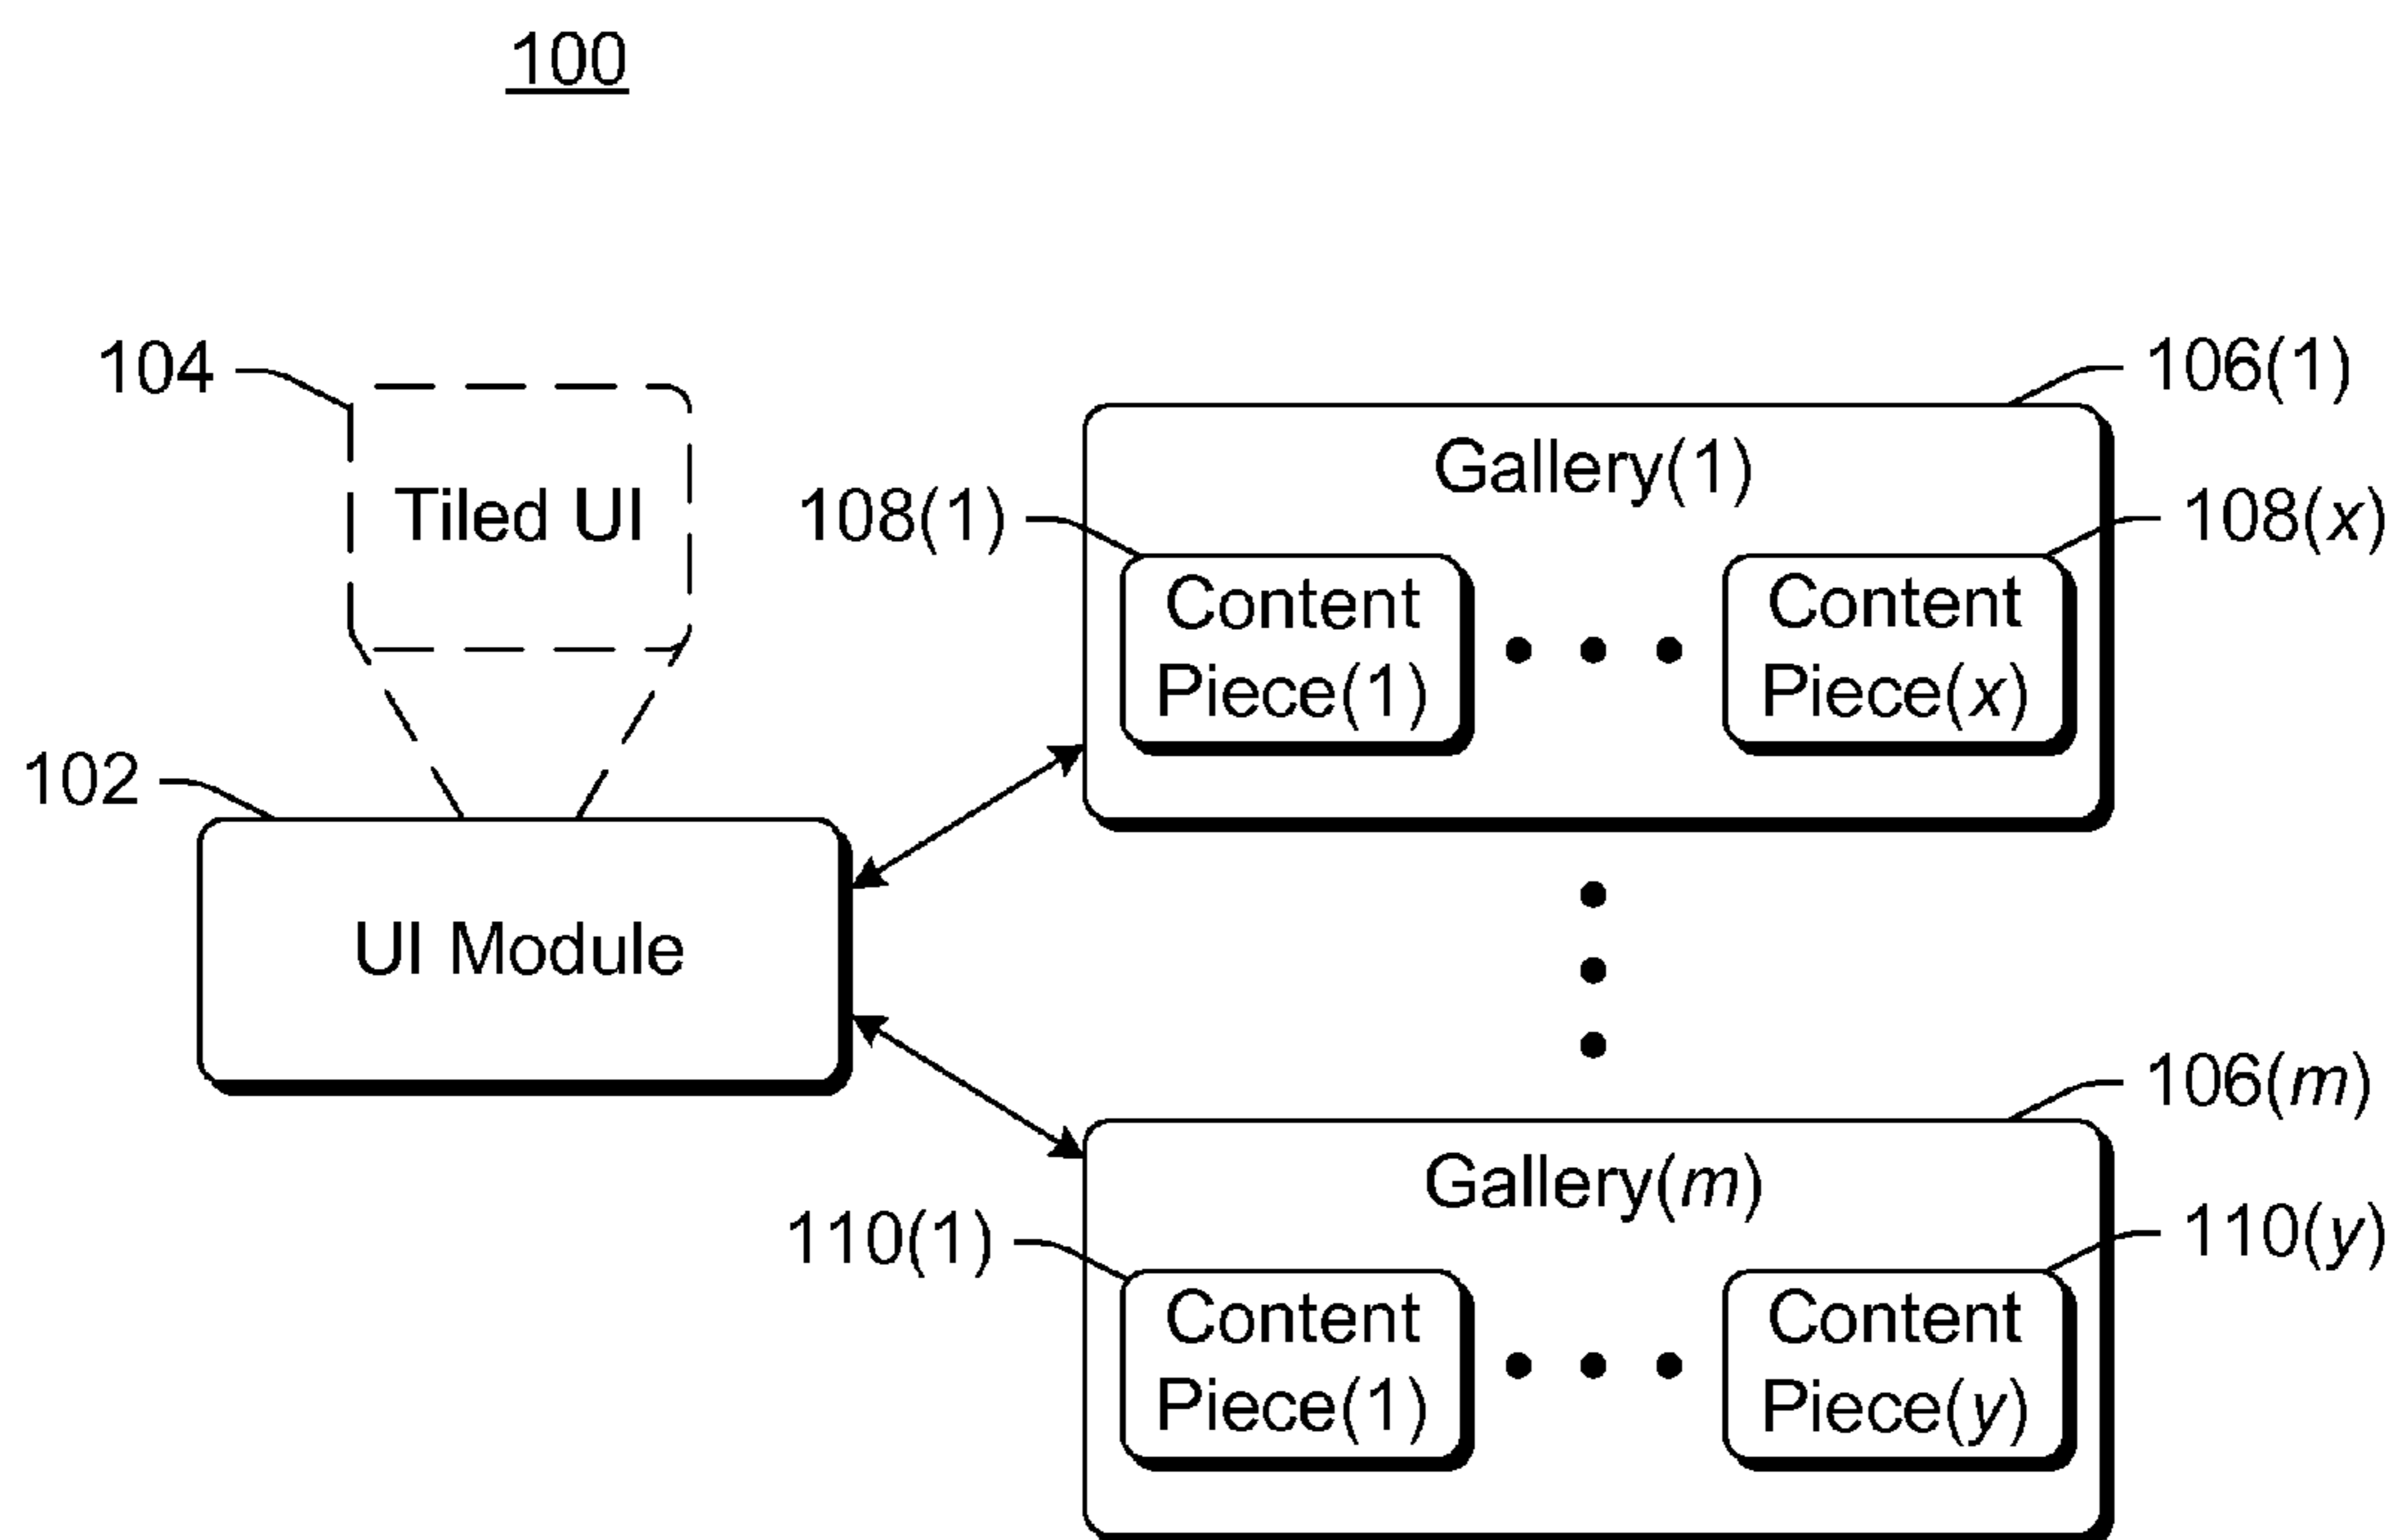 100
104
Tiled UI
102
UI Module
106(1)
Gallery(1)
108(1)
108(x)
Content
Piece(1)
Content
Piece(x)
106(m)
Gallery(m)
110(1)
110(y)
Content
Piece(1)
Content
Piece(y)